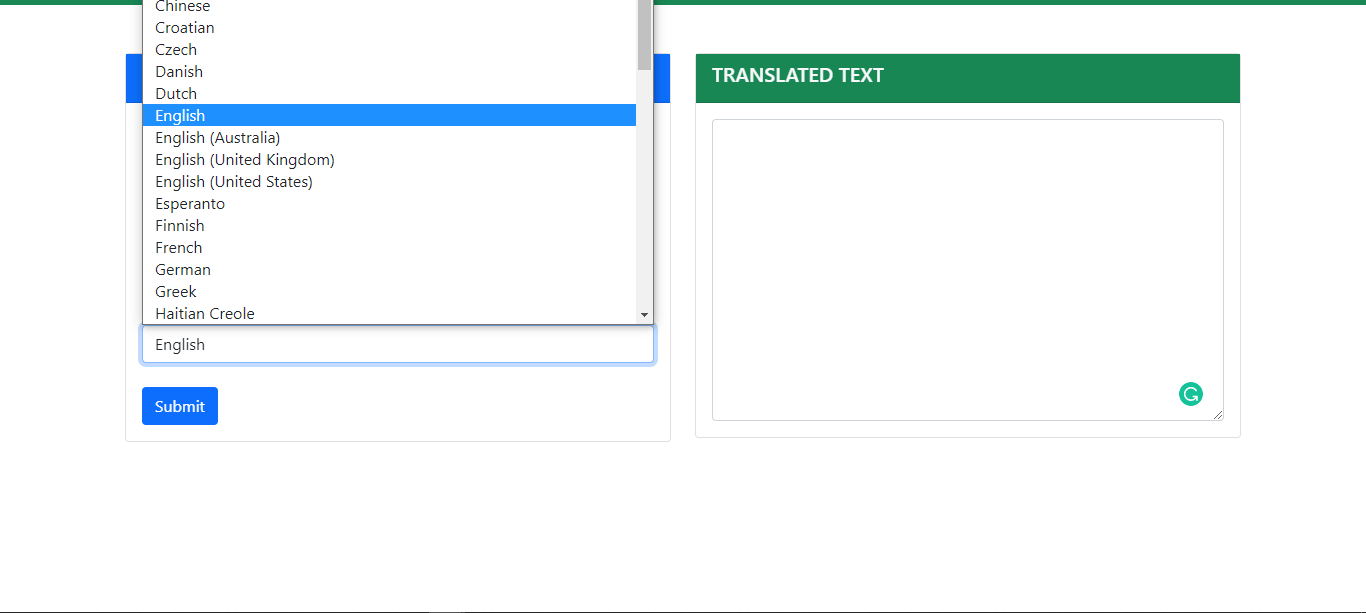 Chinese
Croatian
Czech
Danish
Dutch
English
English (Australia)
English (United Kingdom)
English (United States)
Esperanto
Finnish
French
German
Greek
Haitian Creole
English
Submit
TRANSLATED TEXT